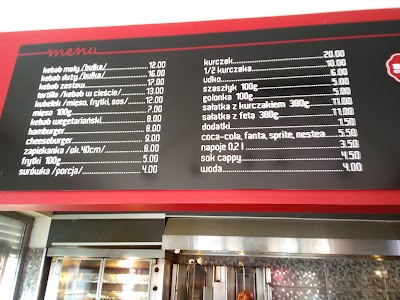 menu
kebab mały /bułka/ 12.00
kebab duży /bułka/ 16.00
kebab zestaw 17.00
tortilla /kebab w cieście/ 13.00
kubełek /mięso, frytki, sos/ 12.00
mięso 100g 7.00
kebab wegetariański 8.00
hamburger 8.00
cheeseburger 9.00
zapiekanka /ok.40cm/ 8.00
frytki 100g 5.00
surówka /porcja/ 4.00
kurczak 20.00
1/2 kurczaka 10.00
udko 6.00
szaszłyk 100g 5.00
golonka 100g 5.00
sałatka z kurczakiem 380g 11.00
sałatka z fetą 380g 11.00
dodatki 1.50
coca-cola, fanta, sprite, nestea 5.50
napoje 0,2 l 3.50
sok cappy 4.50
woda 4.00